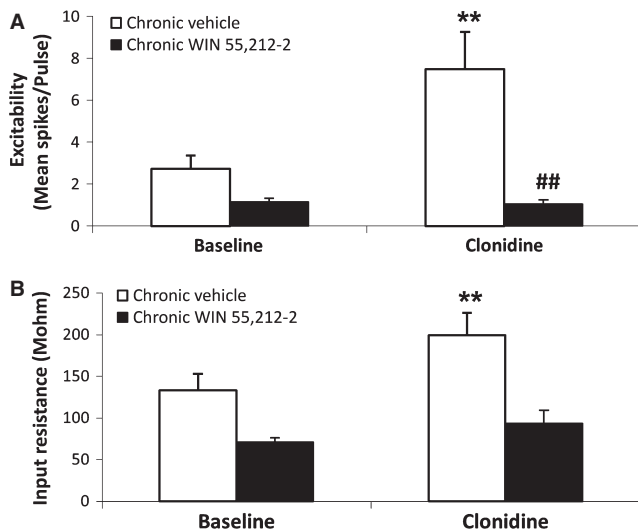 A
Excitability
(Mean spikes/Pulse)
10
8
6
4
2
0
Chronic vehicle
Chronic WIN 55,212-2
**
##
Baseline
Clonidine
B
Input resistance (Mohm)
250
200
150
100
50
0
Chronic vehicle
Chronic WIN 55,212-2
**
Baseline
Clonidine